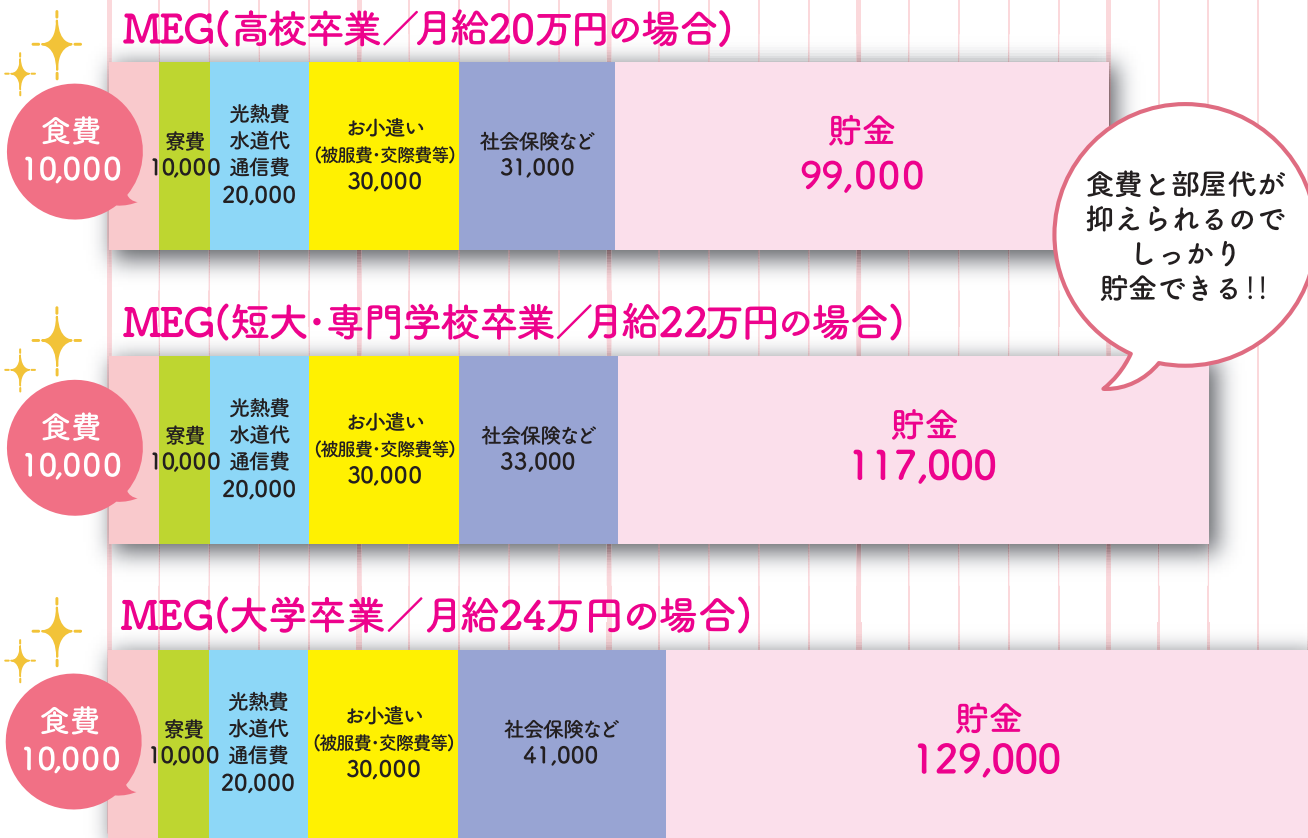 MEG(高校卒業／月給20万円の場合)
食費
10,000
寮費
10,000
光熱費
水道代
通信費
20,000
お小遣い
(被服費・交際費等)
30,000
社会保険など
31,000
貯金
99,000
食費と部屋代が
抑えられるので
しっかり
貯金できる!!
MEG(短大・専門学校卒業／月給22万円の場合)
食費
10,000
寮費
10,000
光熱費
水道代
通信費
20,000
お小遣い
(被服費・交際費等)
30,000
社会保険など
33,000
貯金
117,000
MEG(大学卒業／月給24万円の場合)
食費
10,000
寮費
10,000
光熱費
水道代
通信費
20,000
お小遣い
(被服費・交際費等)
30,000
社会保険など
41,000
貯金
129,000